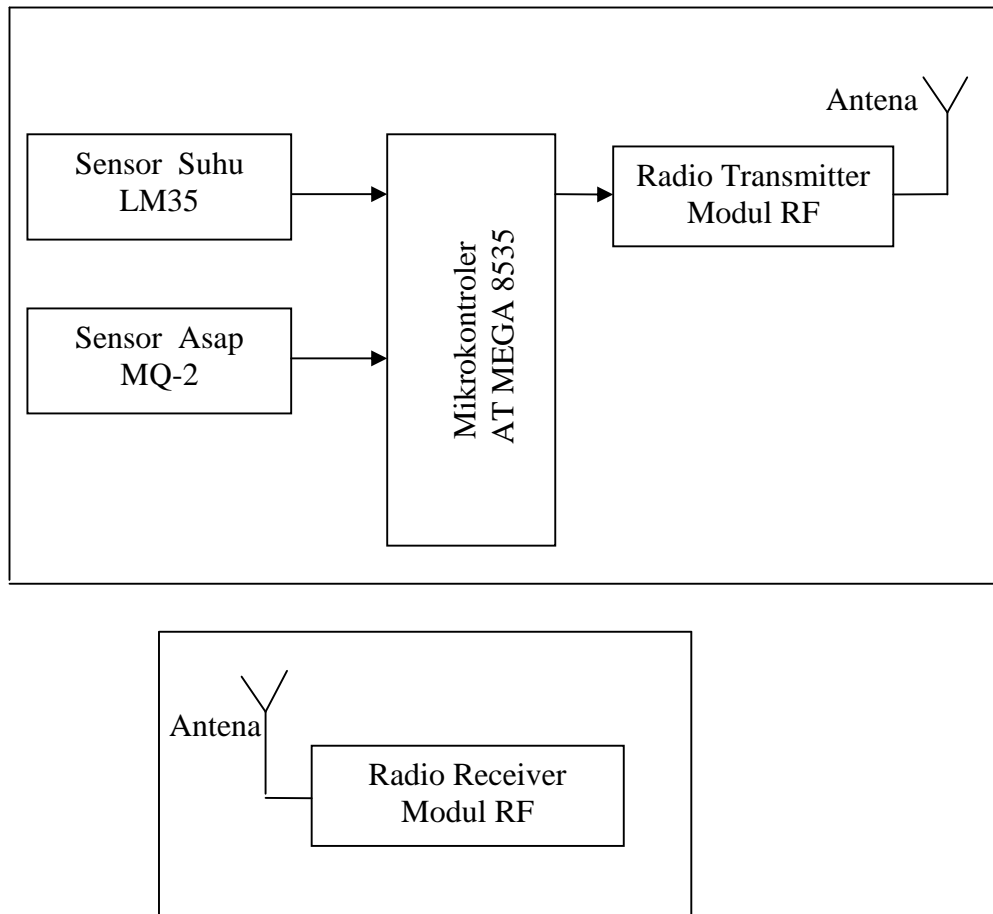 Antena
Sensor Suhu
LM35
Radio Transmitter
Modul RF
Mikrokontroler
AT MEGA 8535
Sensor Asap
MQ-2
Antena
Radio Receiver
Modul RF